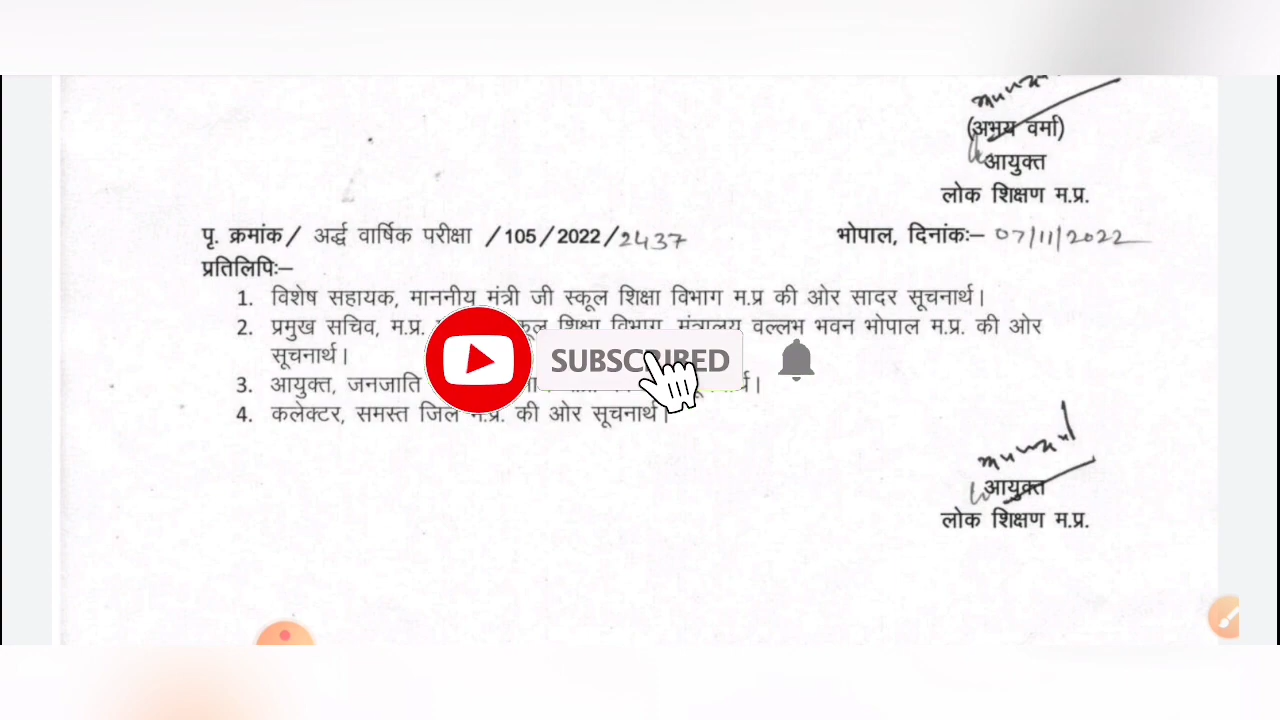 (अभय वर्मा)
आयुक्त
लोक शिक्षण म.प्र.
पृ. क्रमांक/ अर्द्ध वार्षिक परीक्षा /105/2022/2437 भोपाल, दिनांकः– 07/11/2022
प्रतिलिपिः–
1. विशेष सहायक, माननीय मंत्री जी स्कूल शिक्षा विभाग म.प्र की ओर सादर सूचनार्थ।
2. प्रमुख सचिव, म.प्र. शिक्षा विभाग मंत्रालय वल्लभ भवन भोपाल म.प्र. की ओर
सूचनार्थ।
SUBSCRIBED
3. आयुक्त, जनजाति
4. कलेक्टर, समस्त जिले म.प्र. की ओर सूचनार्थ।
आयुक्त
लोक शिक्षण म.प्र.